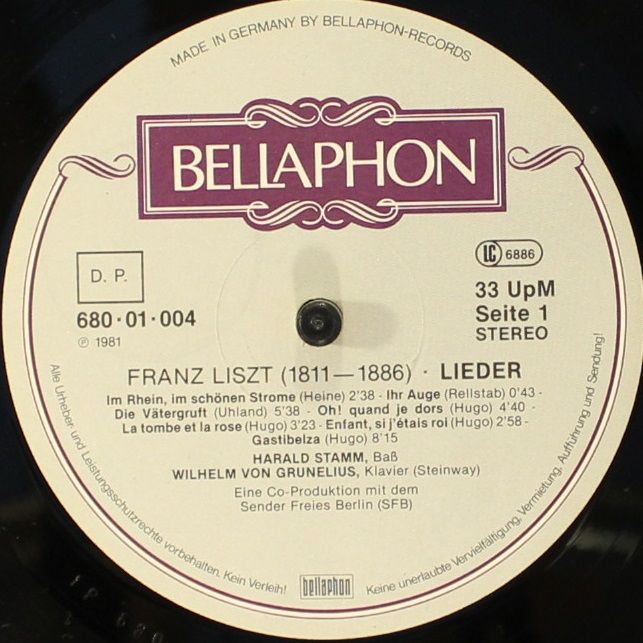 MADE IN GERMANY BY BELLAPHON-RECORDS
BELLAPHON
D. P.
680·01·004
℗ 1981
LC 6886
33 UpM
Seite 1
STEREO
FRANZ LISZT (1811—1886) · LIEDER
Im Rhein, im schönen Strome (Heine) 2'38 - Ihr Auge (Rellstab) 0'43 -
Die Vätergruft (Uhland) 5'38 - Oh! quand je dors (Hugo) 4'40 -
La tombe et la rose (Hugo) 3'23 - Enfant, si j'étais roi (Hugo) 2'58 -
Gastibelza (Hugo) 8'15
HARALD STAMM, Baß
WILHELM VON GRUNELIUS, Klavier (Steinway)
Eine Co-Produktion mit dem
Sender Freies Berlin (SFB)
Alle Urheber- und Leistungsschutzrechte vorbehalten. Kein Verleih!
bellaphon
Keine unerlaubte Vervielfältigung, Vermietung, Aufführung und Sendung!